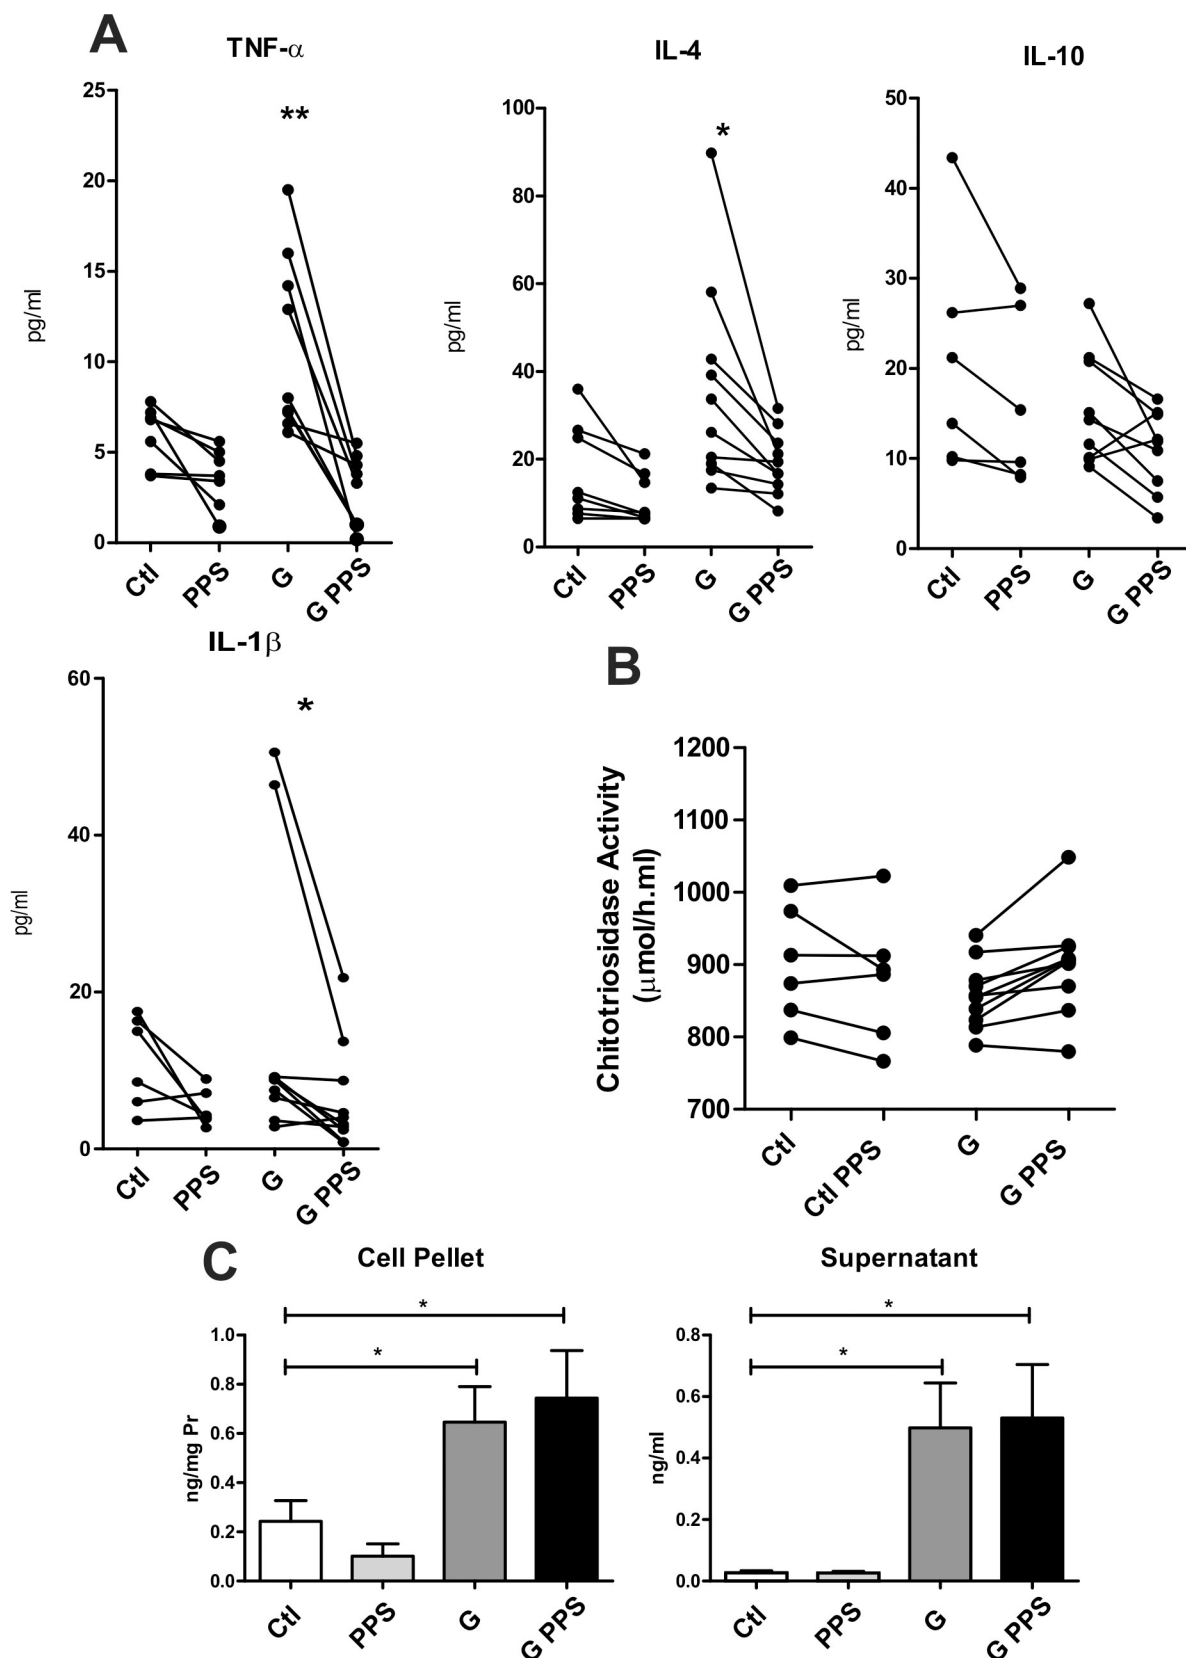 A
TNF-α
IL-4
IL-10
**
*
pg/ml
25
20
15
10
5
0
Ctl
PPS
G
G PPS
pg/ml
100
80
60
40
20
0
Ctl
PPS
G
G PPS
pg/ml
50
40
30
20
10
0
Ctl
PPS
G
G PPS
IL-1β
*
pg/ml
60
40
20
0
Ctl
PPS
G
G PPS
B
Chitotriosidase Activity
(μmol/h.ml)
1200
1100
1000
900
800
700
Ctl
Ctl PPS
G
G PPS
C
Cell Pellet
*
*
ng/mg Pr
1.0
0.8
0.6
0.4
0.2
0.0
Ctl
PPS
G
G PPS
Supernatant
*
*
ng/ml
0.8
0.6
0.4
0.2
0.0
Ctl
PPS
G
G PPS